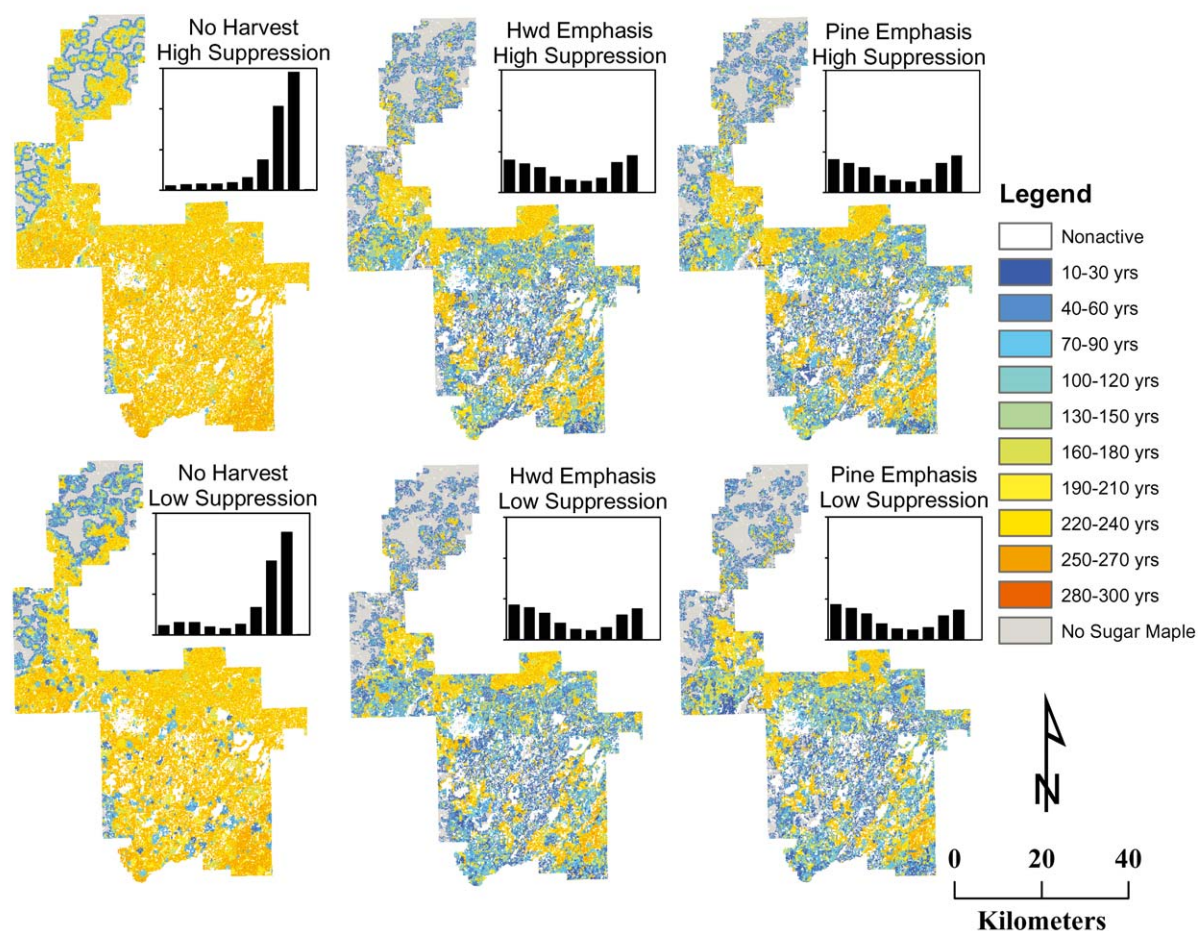 No Harvest
High Suppression
Hwd Emphasis
High Suppression
Pine Emphasis
High Suppression
Legend
Nonactive
10-30 yrs
40-60 yrs
70-90 yrs
100-120 yrs
130-150 yrs
160-180 yrs
190-210 yrs
220-240 yrs
250-270 yrs
280-300 yrs
No Sugar Maple
No Harvest
Low Suppression
Hwd Emphasis
Low Suppression
Pine Emphasis
Low Suppression
N
0 20 40
Kilometers